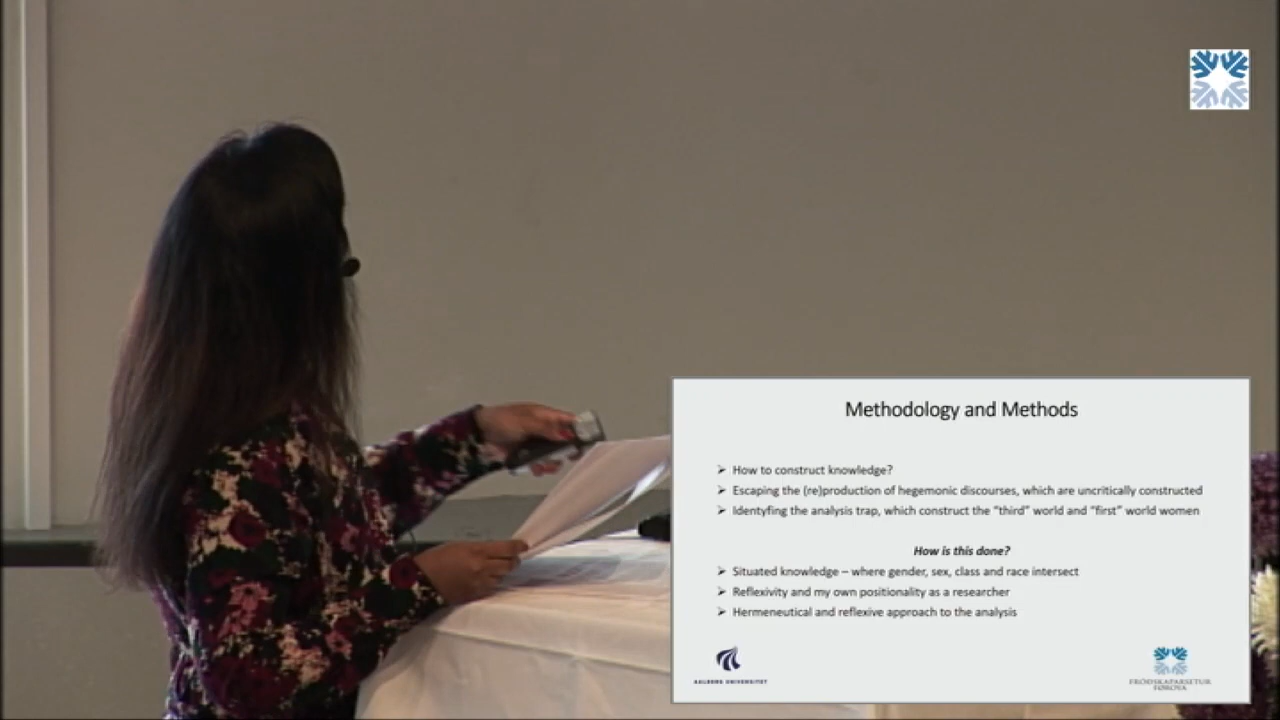 Methodology and Methods
➢ How to construct knowledge?
➢ Escaping the (re)production of hegemonic discourses, which are uncritically constructed
➢ Identyfing the analysis trap, which construct the “third” world and “first” world women
How is this done?
➢ Situated knowledge – where gender, sex, class and race intersect
➢ Reflexivity and my own positionality as a researcher
➢ Hermeneutical and reflexive approach to the analysis
AALBORG UNIVERSITET
FRÓÐSKAPARSETUR
FØROYA